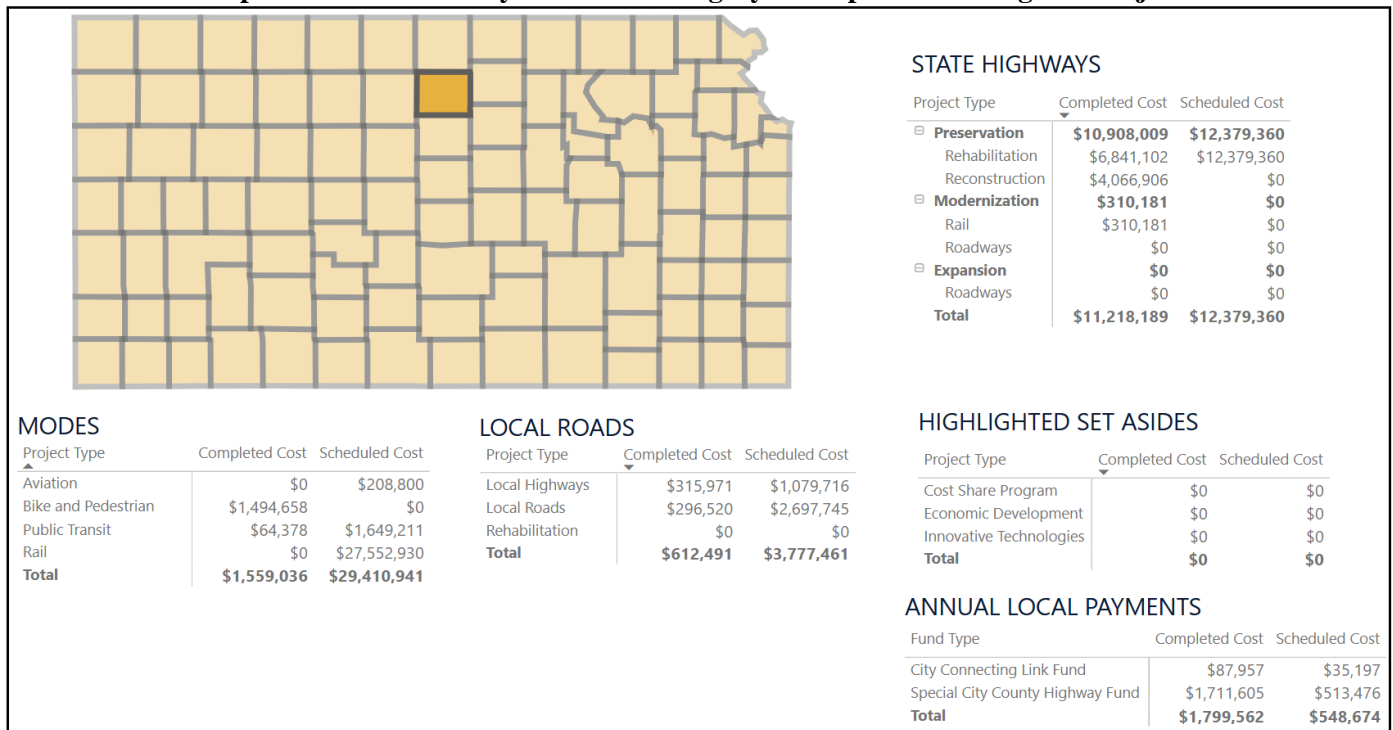 STATE HIGHWAYS
Project Type Completed Cost Scheduled Cost
Preservation $10,908,009 $12,379,360
Rehabilitation $6,841,102 $12,379,360
Reconstruction $4,066,906 $0
Modernization $310,181 $0
Rail $310,181 $0
Roadways $0 $0
Expansion $0 $0
Roadways $0 $0
Total $11,218,189 $12,379,360
MODES
Project Type Completed Cost Scheduled Cost
Aviation $0 $208,800
Bike and Pedestrian $1,494,658 $0
Public Transit $64,378 $1,649,211
Rail $0 $27,552,930
Total $1,559,036 $29,410,941
LOCAL ROADS
Project Type Completed Cost Scheduled Cost
Local Highways $315,971 $1,079,716
Local Roads $296,520 $2,697,745
Rehabilitation $0 $0
Total $612,491 $3,777,461
HIGHLIGHTED SET ASIDES
Project Type Completed Cost Scheduled Cost
Cost Share Program $0 $0
Economic Development $0 $0
Innovative Technologies $0 $0
Total $0 $0
ANNUAL LOCAL PAYMENTS
Fund Type Completed Cost Scheduled Cost
City Connecting Link Fund $87,957 $35,197
Special City County Highway Fund $1,711,605 $513,476
Total $1,799,562 $548,674